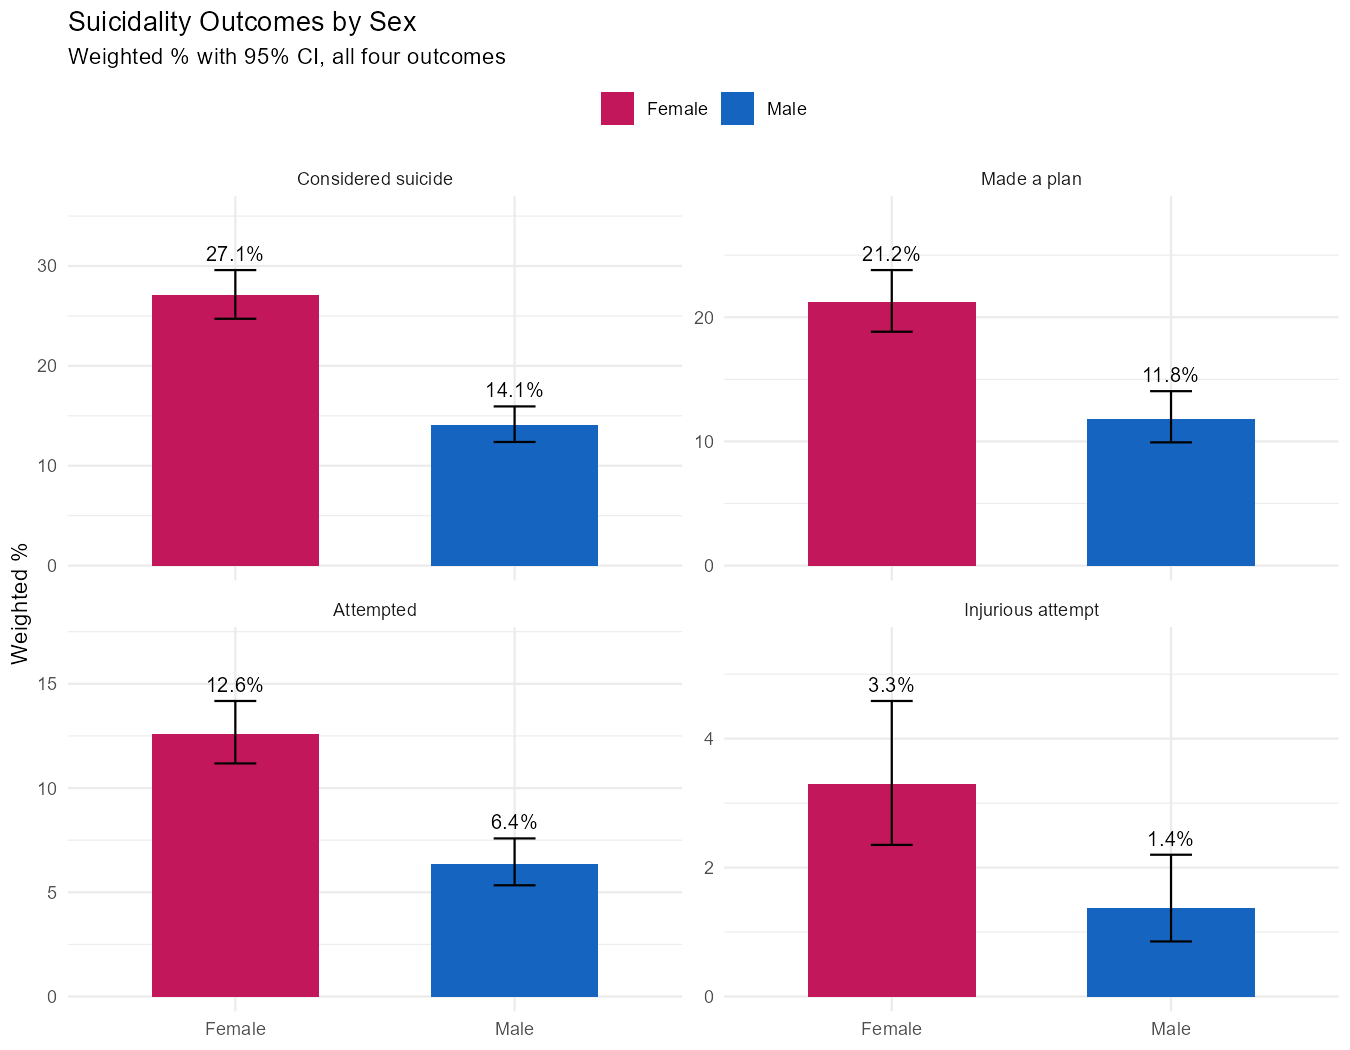 Suicidality Outcomes by Sex
Weighted % with 95% CI, all four outcomes
Female Male
Considered suicide
30
20
10
0
27.1%
14.1%
Made a plan
20
10
0
21.2%
11.8%
Weighted %
Attempted
15
10
5
0
12.6%
6.4%
Female Male
Injurious attempt
4
2
0
3.3%
1.4%
Female Male